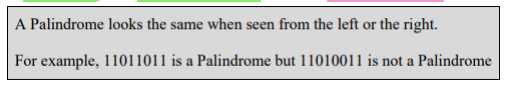 A Palindrome looks the same when seen from the left or the right.
For example, 11011011 is a Palindrome but 11010011 is not a Palindrome